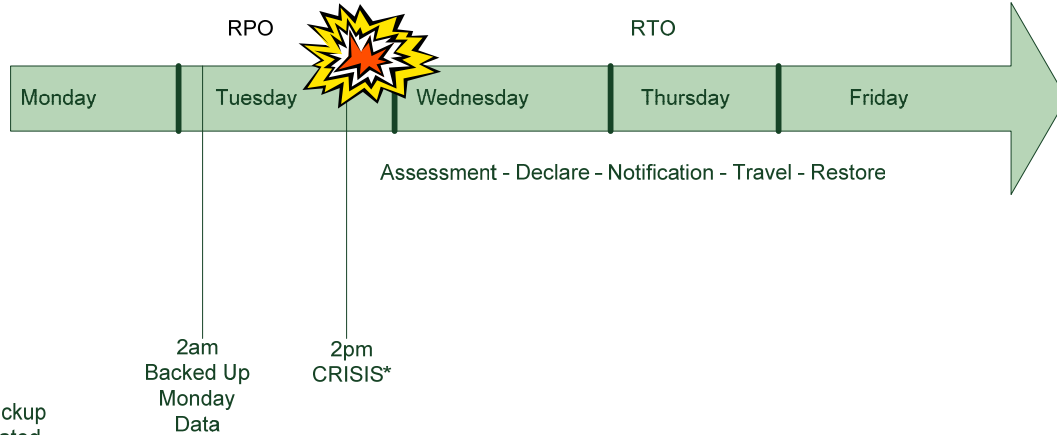 RPO
RTO
Monday
Tuesday
Wednesday
Thursday
Friday
Assessment - Declare - Notification - Travel - Restore
2am
Backed Up
Monday
Data
2pm
CRISIS*